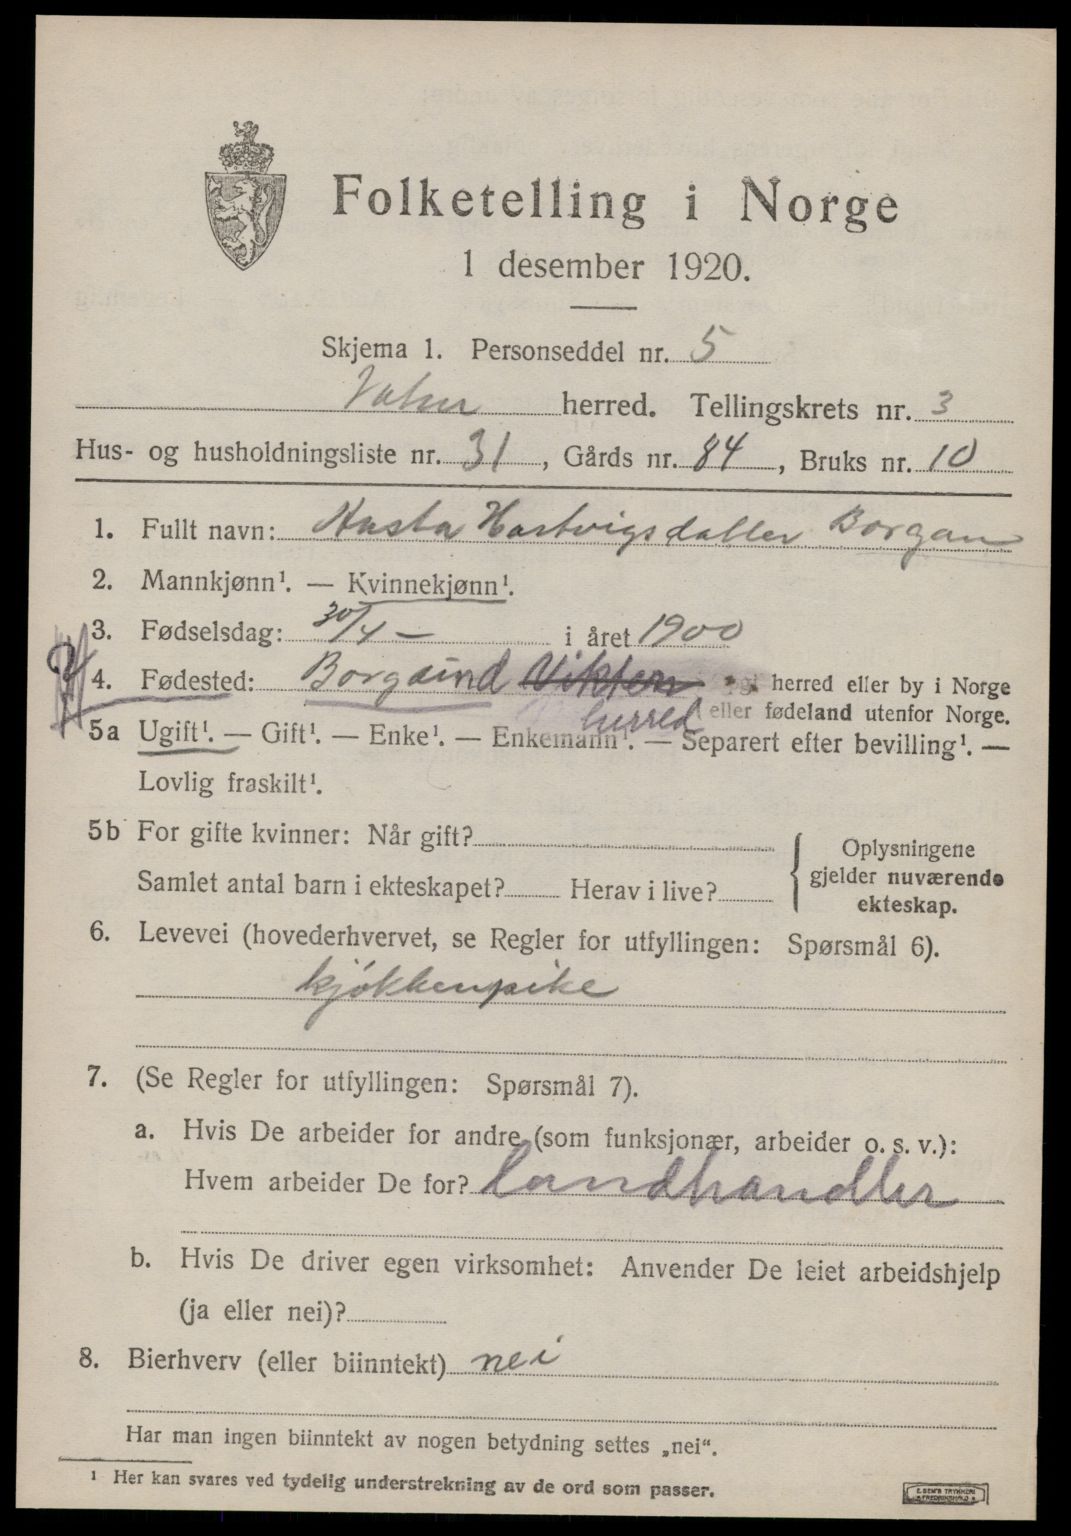 Folketelling i Norge
1 desember 1920.
Skjema 1. Personseddel nr. 5
herred. Tellingskrets nr. 3
Hus- og husholdningsliste nr. 31, Gårds nr. 84, Bruks nr. 10
1. Fullt navn: Hartvigsdatter Borgan
2. Mannkjønn¹. — Kvinnekjønn¹.
3. Fødselsdag: 30/4 – i året 1900
4. Fødested: Borgsund Vikten herred eller by i Norge
herred eller fødeland utenfor Norge.
5a Ugift¹. — Gift¹. — Enke¹. — Enkemann¹. — Separert efter bevilling¹. —
Lovlig fraskilt¹.
5b For gifte kvinner: Når gift?
Samlet antal barn i ekteskapet? Herav i live?
Oplysningene
gjelder nuværende
ekteskap.
6. Levevei (hovederhvervet, se Regler for utfyllingen: Spørsmål 6).
kjøkkenpike
7. (Se Regler for utfyllingen: Spørsmål 7).
a. Hvis De arbeider for andre (som funksjonær, arbeider o. s. v.):
Hvem arbeider De for? Landhandler
b. Hvis De driver egen virksomhet: Anvender De leiet arbeidshjelp
(ja eller nei)?
8. Bierhverv (eller biinntekt) nei
Har man ingen biinntekt av nogen betydning settes „nei".
¹ Her kan svares ved tydelig understrekning av de ord som passer.